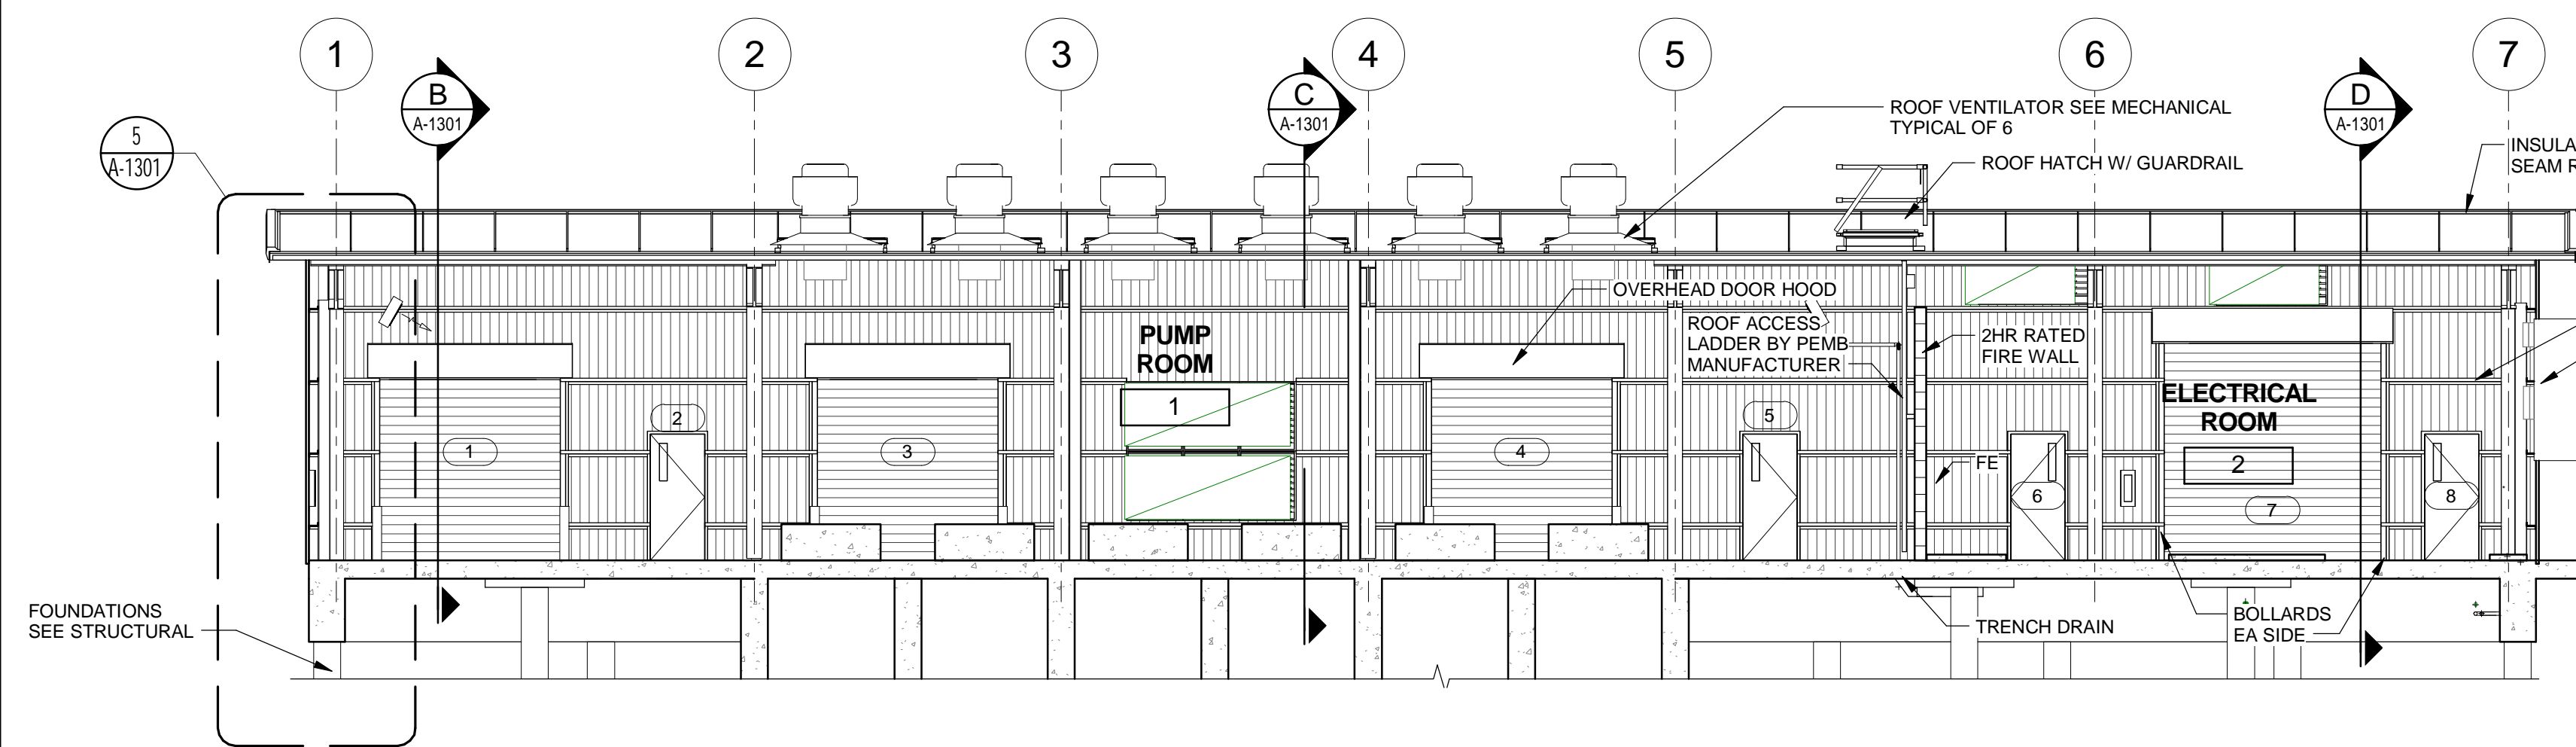 1
2
3
4
5
6
7
B
A-1301
C
A-1301
D
A-1301
5
A-1301
ROOF VENTILATOR SEE MECHANICAL
TYPICAL OF 6
ROOF HATCH W/ GUARDRAIL
INSULA
SEAM R
OVERHEAD DOOR HOOD
PUMP
ROOM
1
ROOF ACCESS
LADDER BY PEMB
MANUFACTURER
2HR RATED
FIRE WALL
ELECTRICAL
ROOM
2
1
2
3
4
5
FE
6
7
8
FOUNDATIONS
SEE STRUCTURAL
TRENCH DRAIN
BOLLARDS
EA SIDE